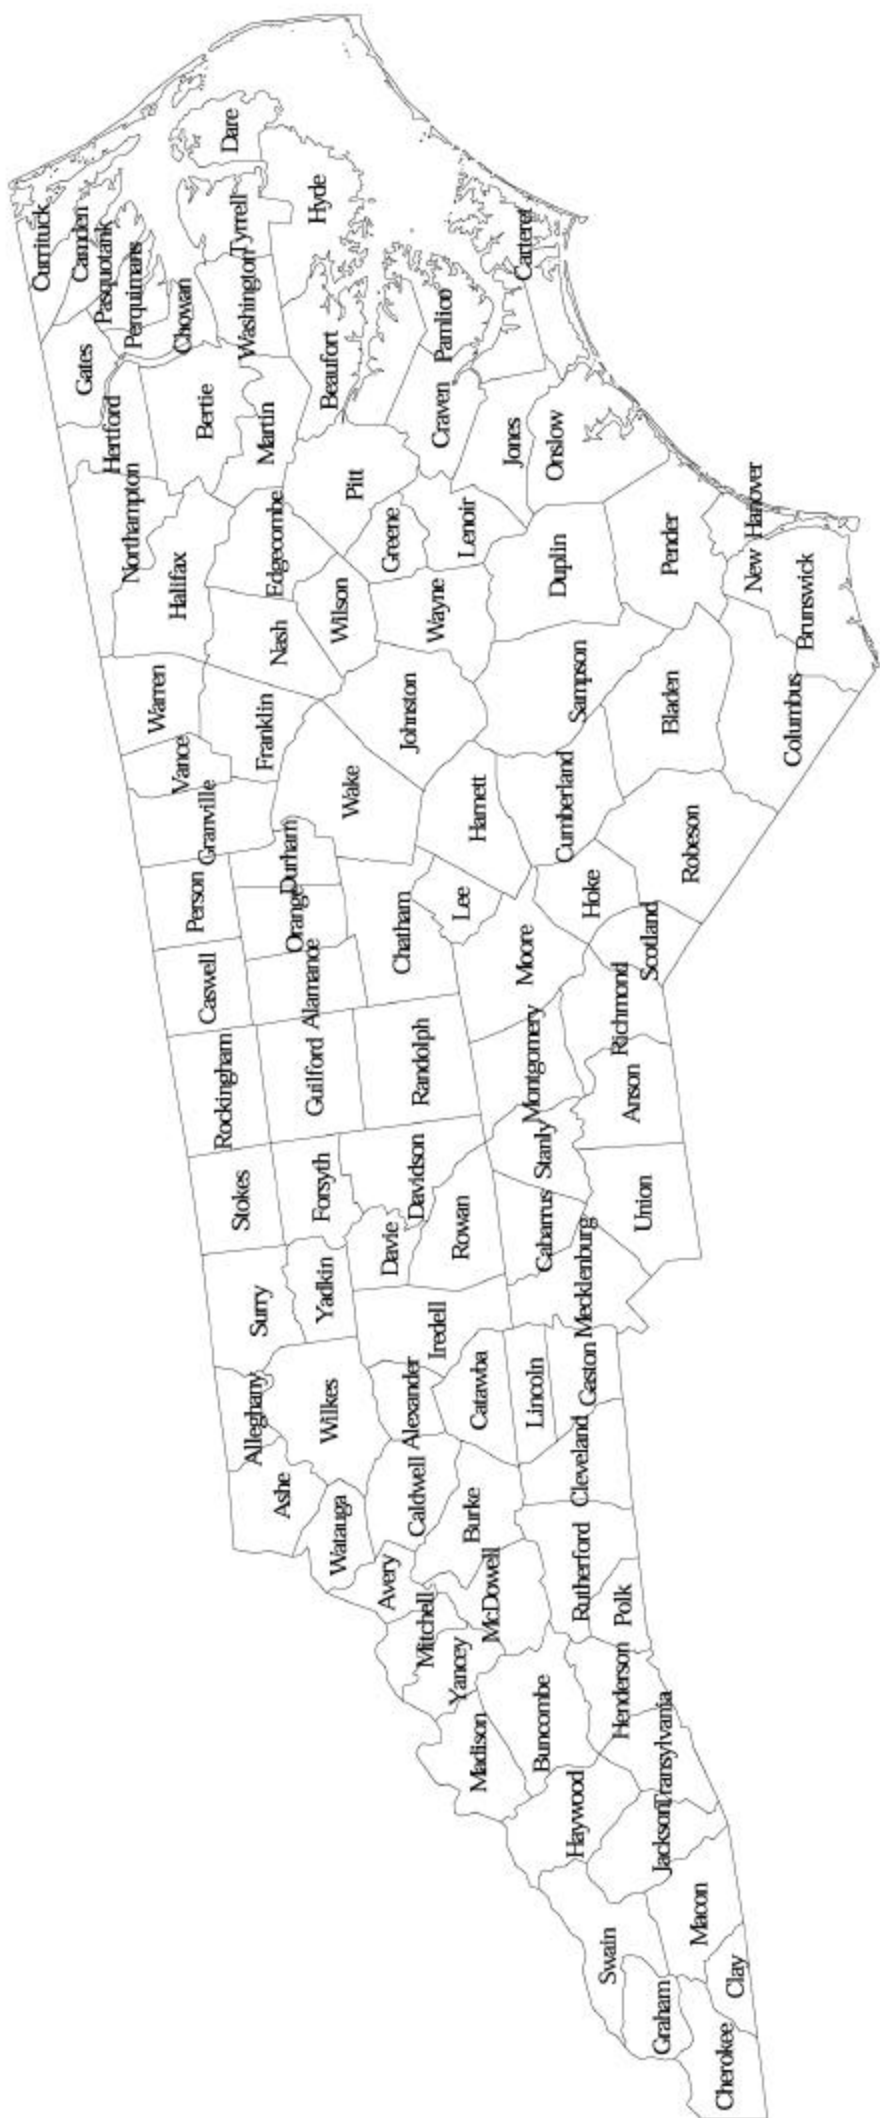 Cherokee
Graham
Clay
Swain
Macon
Jackson
Haywood
Transylvania
Madison
Buncombe
Henderson
Yancey
Mitchell
McDowell
Polk
Rutherford
Avery
Watauga
Caldwell
Burke
Cleveland
Ashe
Alleghany
Wilkes
Alexander
Catawba
Lincoln
Gaston
Surry
Yadkin
Iredell
Mecklenburg
Stokes
Forsyth
Davie
Davidson
Rowan
Cabarrus
Stanly
Union
Rockingham
Guilford
Randolph
Montgomery
Anson
Richmond
Caswell
Alamance
Chatham
Moore
Scotland
Person
Orange
Durham
Lee
Hoke
Granville
Vance
Wake
Harnett
Cumberland
Robeson
Warren
Franklin
Johnston
Sampson
Bladen
Columbus
Northampton
Halifax
Nash
Wilson
Wayne
Duplin
Pender
Brunswick
New Hanover
Hertford
Edgecombe
Greene
Lenoir
Pitt
Jones
Onslow
Gates
Bertie
Martin
Beaufort
Craven
Pamlico
Carteret
Chowan
Washington
Perquimans
Pasquotank
Camden
Currituck
Tyrrell
Hyde
Dare